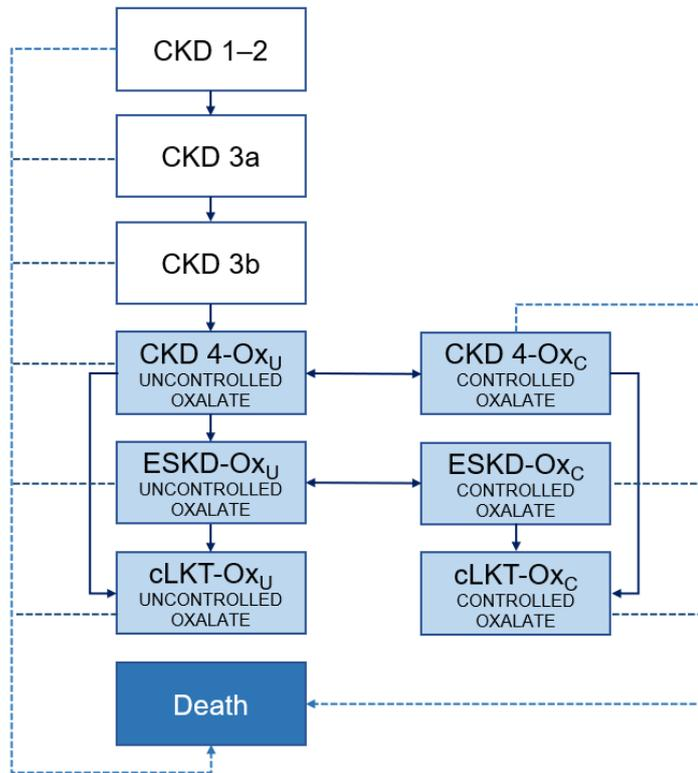 CKD 1–2
CKD 3a
CKD 3b
CKD 4-OxU
UNCONTROLLED
OXALATE
CKD 4-OxC
CONTROLLED
OXALATE
ESKD-OxU
UNCONTROLLED
OXALATE
ESKD-OxC
CONTROLLED
OXALATE
cLKT-OxU
UNCONTROLLED
OXALATE
cLKT-OxC
CONTROLLED
OXALATE
Death